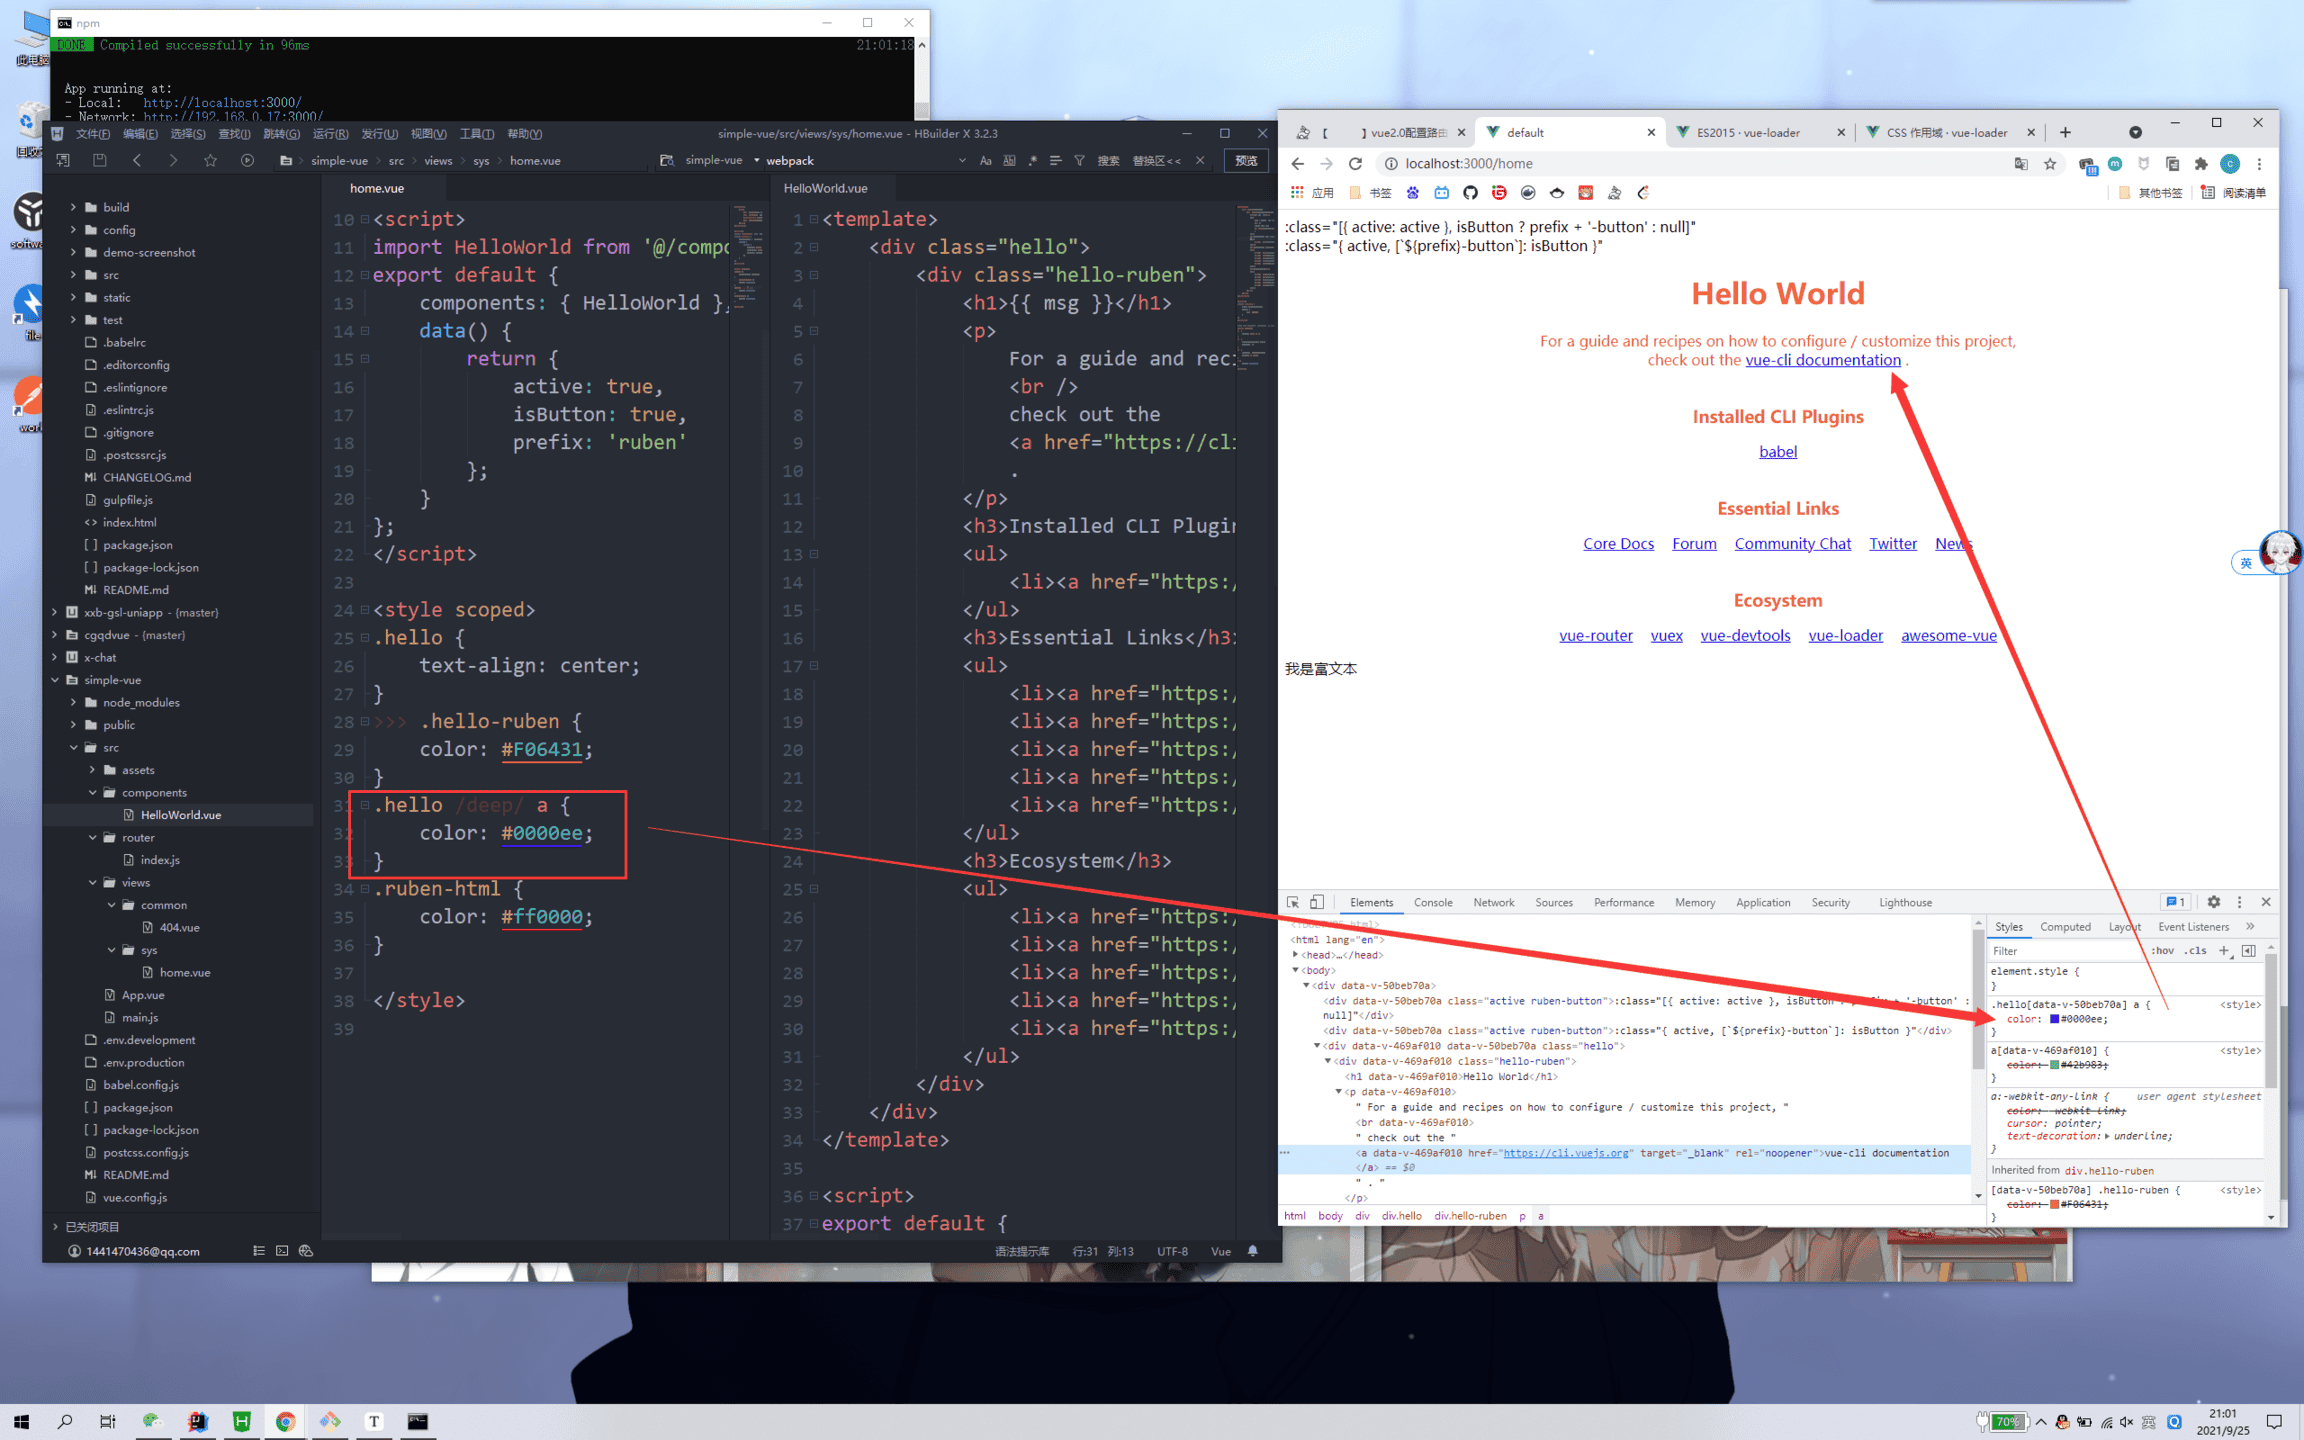 此电脑
回收
softwa
file
work
npm
DONE Compiled successfully in 96ms 21:01:18
App running at:
- Local: http://localhost:3000/
- Network: http://192.168.0.17:3000/
文件(F) 编辑(E) 选择(S) 查找(I) 跳转(G) 运行(R) 发行(U) 视图(V) 工具(T) 帮助(Y)
simple-vue/src/views/sys/home.vue - HBuilder X 3.2.3
simple-vue src views sys home.vue
simple-vue webpack Aa 搜索 替换区<< 预览
build
config
demo-screenshot
src
static
test
.babelrc
.editorconfig
.eslintignore
.eslintrc.js
.gitignore
.postcssrc.js
CHANGELOG.md
gulpfile.js
index.html
package.json
package-lock.json
README.md
xxb-gsl-uniapp - (master)
cgqdvue - (master)
x-chat
simple-vue
node_modules
public
src
assets
components
HelloWorld.vue
router
index.js
views
common
404.vue
sys
home.vue
App.vue
main.js
.env.development
.env.production
babel.config.js
package.json
package-lock.json
postcss.config.js
README.md
vue.config.js
已关闭项目
1441470436@qq.com
home.vue
10 <script>
11 import HelloWorld from '@/compo
12 export default {
13 components: { HelloWorld },
14 data() {
15 return {
16 active: true,
17 isButton: true,
18 prefix: 'ruben'
19 };
20 }
21 };
22 </script>
23
24 <style scoped>
25 .hello {
26 text-align: center;
27 }
28 >>> .hello-ruben {
29 color: #F06431;
30 }
31 .hello /deep/ a {
32 color: #0000ee;
33 }
34 .ruben-html {
35 color: #ff0000;
36 }
37
38 </style>
39
HelloWorld.vue
1 <template>
2 <div class="hello">
3 <div class="hello-ruben">
4 <h1>{{ msg }}</h1>
5 <p>
6 For a guide and reci
7 <br />
8 check out the
9 <a href="https://cli
10 .
11 </p>
12 <h3>Installed CLI Plugin
13 <ul>
14 <li><a href="https:/
15 </ul>
16 <h3>Essential Links</h3>
17 <ul>
18 <li><a href="https:/
19 <li><a href="https:/
20 <li><a href="https:/
21 <li><a href="https:/
22 <li><a href="https:/
23 </ul>
24 <h3>Ecosystem</h3>
25 <ul>
26 <li><a href="https:/
27 <li><a href="https:/
28 <li><a href="https:/
29 <li><a href="https:/
30 <li><a href="https:/
31 </ul>
32 </div>
33 </div>
34 </template>
35
36 <script>
37 export default {
语法提示库 行:31 列:13 UTF-8 Vue
【 】vue2.0配置路由 default ES2015 · vue-loader CSS 作用域 · vue-loader
localhost:3000/home
应用 书签 其他书签 阅读清单
:class="[{ active: active }, isButton ? prefix + '-button' : null]"
:class="{ active, [`${prefix}-button`]: isButton }"
Hello World
For a guide and recipes on how to configure / customize this project,
check out the vue-cli documentation .
Installed CLI Plugins
babel
Essential Links
Core Docs Forum Community Chat Twitter News
Ecosystem
vue-router vuex vue-devtools vue-loader awesome-vue
我是富文本
英
Elements Console Network Sources Performance Memory Application Security Lighthouse 1
<!DOCTYPE html>
<html lang="en">
<head>…</head>
<body>
<div data-v-50beb70a>
<div data-v-50beb70a class="active ruben-button">:class="[{ active: active }, isButton ? prefix + '-button' :
null]"</div>
<div data-v-50beb70a class="active ruben-button">:class="{ active, [`${prefix}-button`]: isButton }"</div>
<div data-v-469af010 data-v-50beb70a class="hello">
<div data-v-469af010 class="hello-ruben">
<h1 data-v-469af010>Hello World</h1>
<p data-v-469af010>
" For a guide and recipes on how to configure / customize this project, "
<br data-v-469af010>
" check out the "
<a data-v-469af010 href="https://cli.vuejs.org" target="_blank" rel="noopener">vue-cli documentation
</a> == $0
" . "
</p>
html body div div.hello div.hello-ruben p a
Styles Computed Layout Event Listeners
Filter :hov .cls
element.style {
}
.hello[data-v-50beb70a] a { <style>
color: #0000ee;
}
a[data-v-469af010] { <style>
color: #42b983;
}
a:-webkit-any-link { user agent stylesheet
color: -webkit-link;
cursor: pointer;
text-decoration: underline;
}
Inherited from div.hello-ruben
[data-v-50beb70a] .hello-ruben { <style>
color: #F06431;
}
70% 英 21:01
2021/9/25